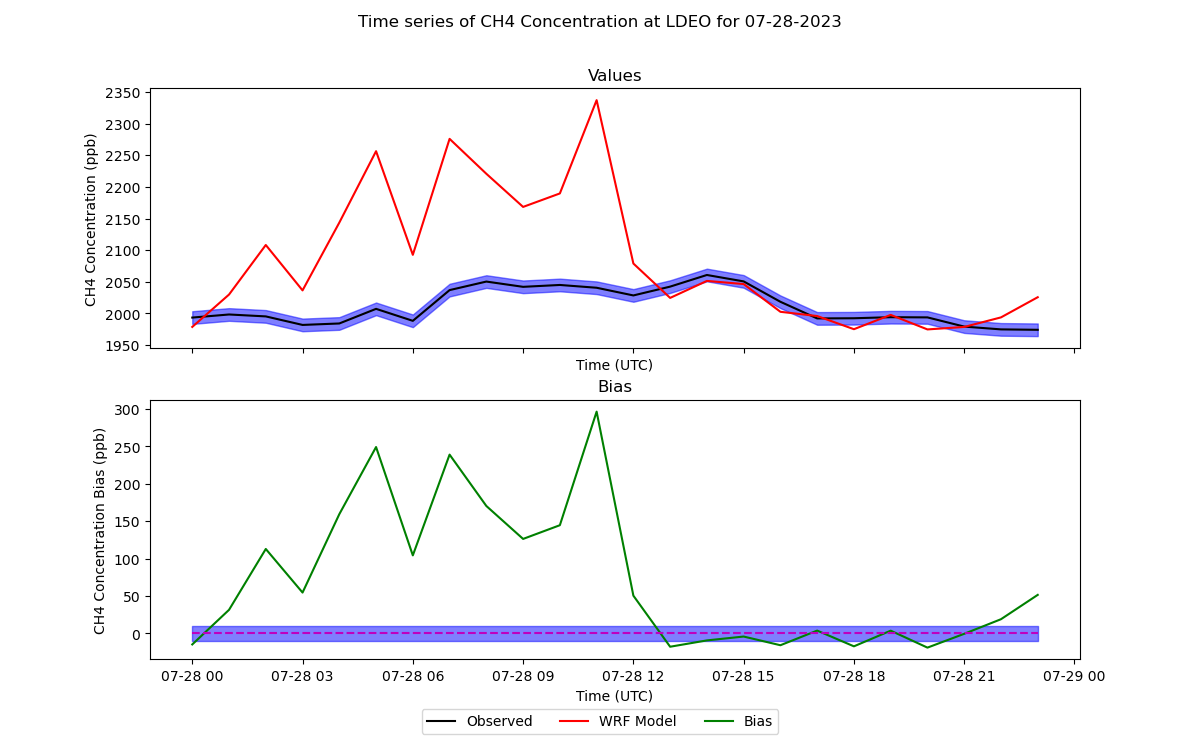 Time series of CH4 Concentration at LDEO for 07-28-2023
Values
CH4 Concentration (ppb)
2350
2300
2250
2200
2150
2100
2050
2000
1950
Time (UTC)
Bias
CH4 Concentration Bias (ppb)
300
250
200
150
100
50
0
07-28 00 07-28 03 07-28 06 07-28 09 07-28 12 07-28 15 07-28 18 07-28 21 07-29 00
Time (UTC)
Observed WRF Model Bias